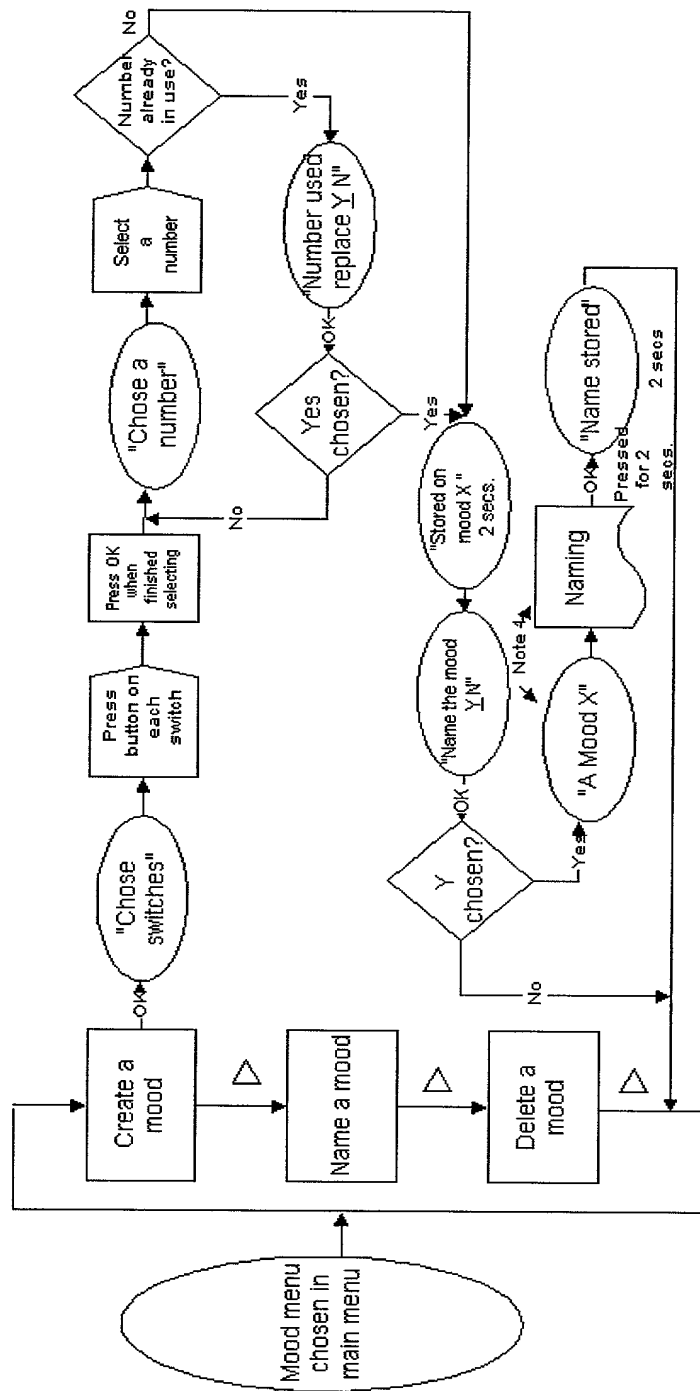 Mood menu
chosen in
main menu
Create a
mood
OK
"Chose
switches"
Press
button on
each
switch
Press OK
when
finished
selecting
"Chose a
number"
Select
a
number
Number
already
in use?
No
Yes
"Number used
replace Y N"
OK
Yes
chosen?
No
Yes
"Stored on
mood X"
2 secs.
"Name the mood
Y N"
OK
Y
chosen?
No
Yes
Note 4
"A Mood X"
Naming
OK
Pressed
for 2
secs.
"Name stored"
2 secs
Name a mood
Delete a
mood